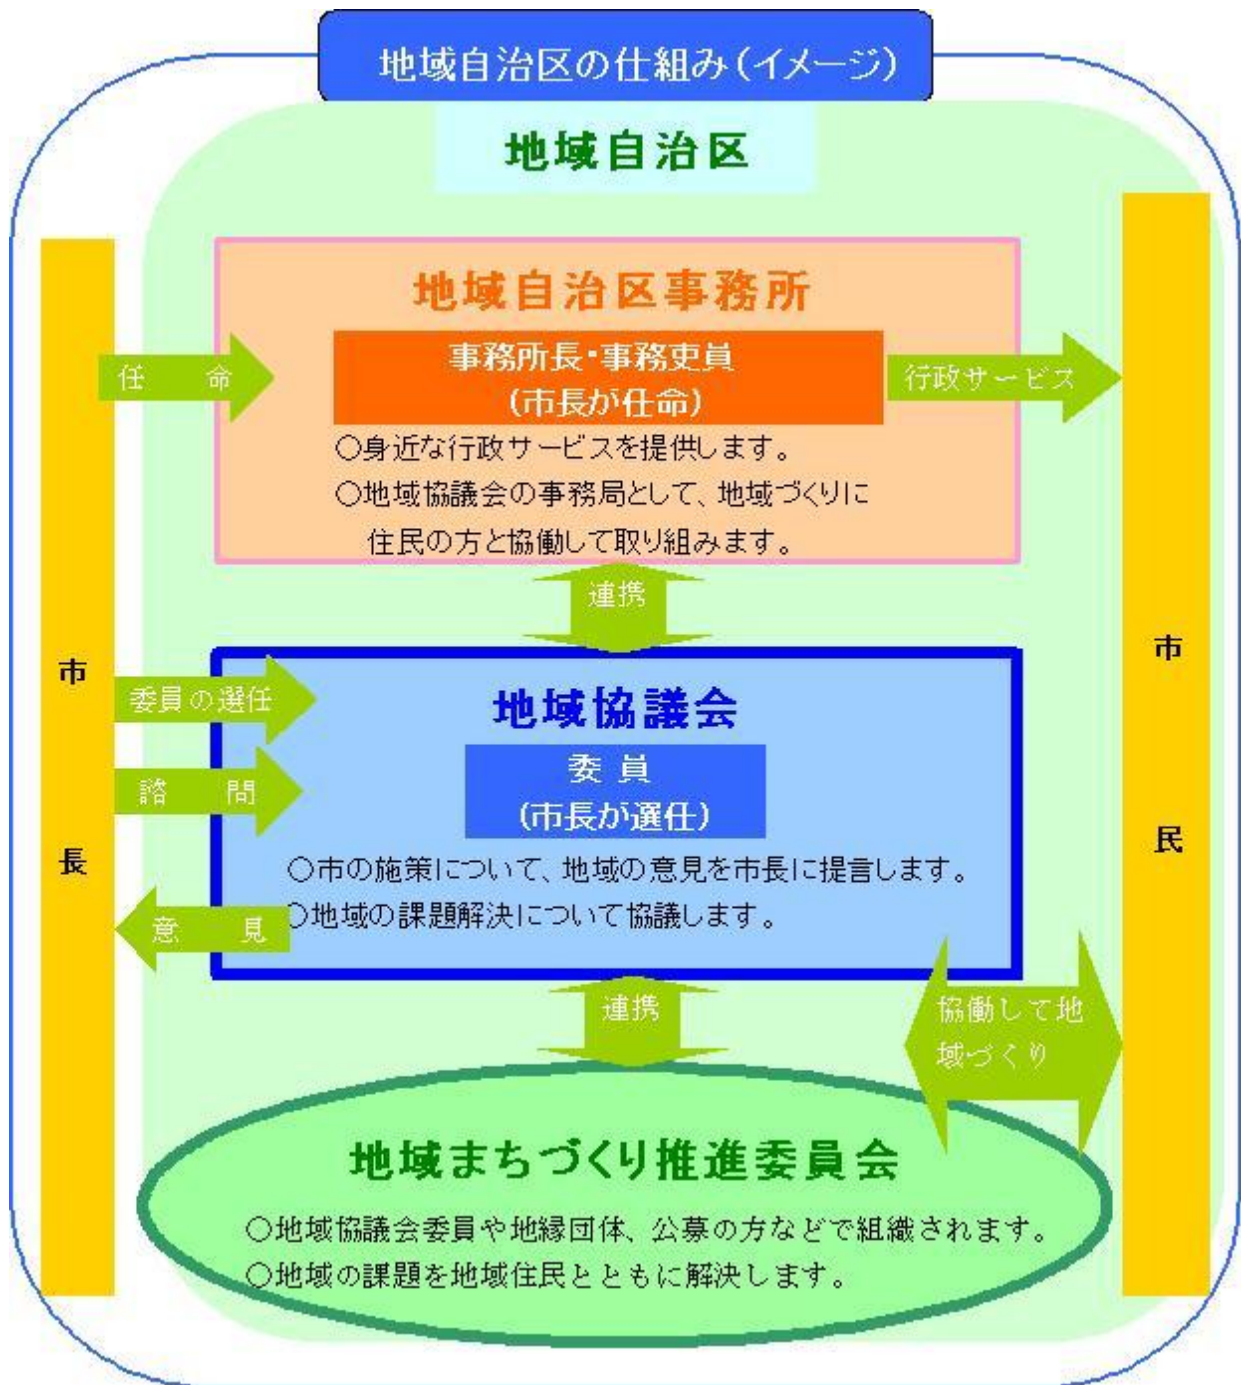 地域自治区の仕組み（イメージ）
地域自治区
地域自治区事務所
事務所長・事務吏員
（市長が任命）
任　命
行政サービス
○身近な行政サービスを提供します。
○地域協議会の事務局として、地域づくりに
住民の方と協働して取り組みます。
連携
市長
市民
委員の選任
地域協議会
諮　問
委 員
（市長が選任）
○市の施策について、地域の意見を市長に提言します。
意　見
○地域の課題解決について協議します。
連携
協働して地
域づくり
地域まちづくり推進委員会
○地域協議会委員や地縁団体、公募の方などで組織されます。
○地域の課題を地域住民とともに解決します。